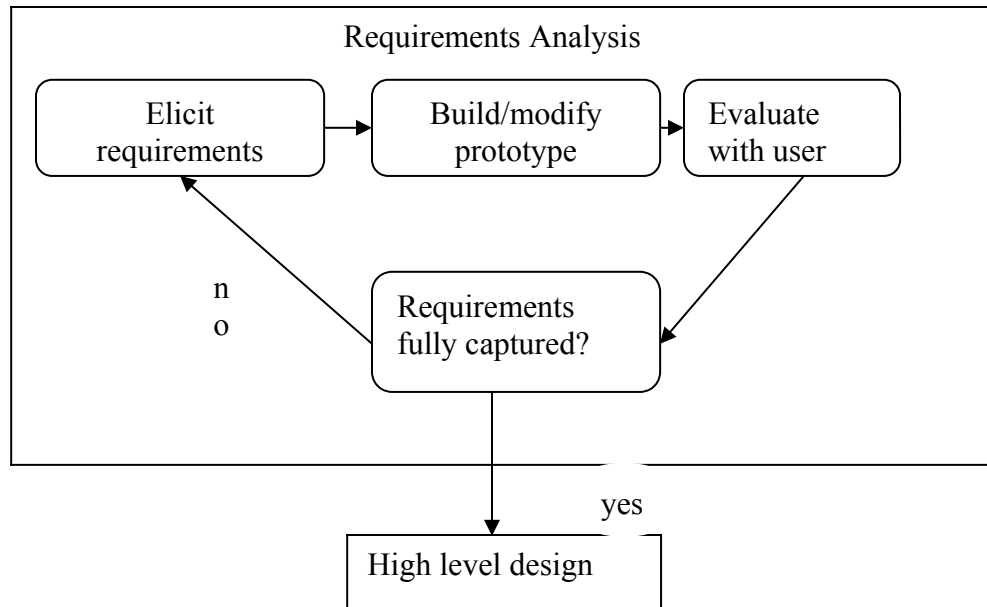 Requirements Analysis
Elicit
requirements
Build/modify
prototype
Evaluate
with user
n
o
Requirements
fully captured?
yes
High level design